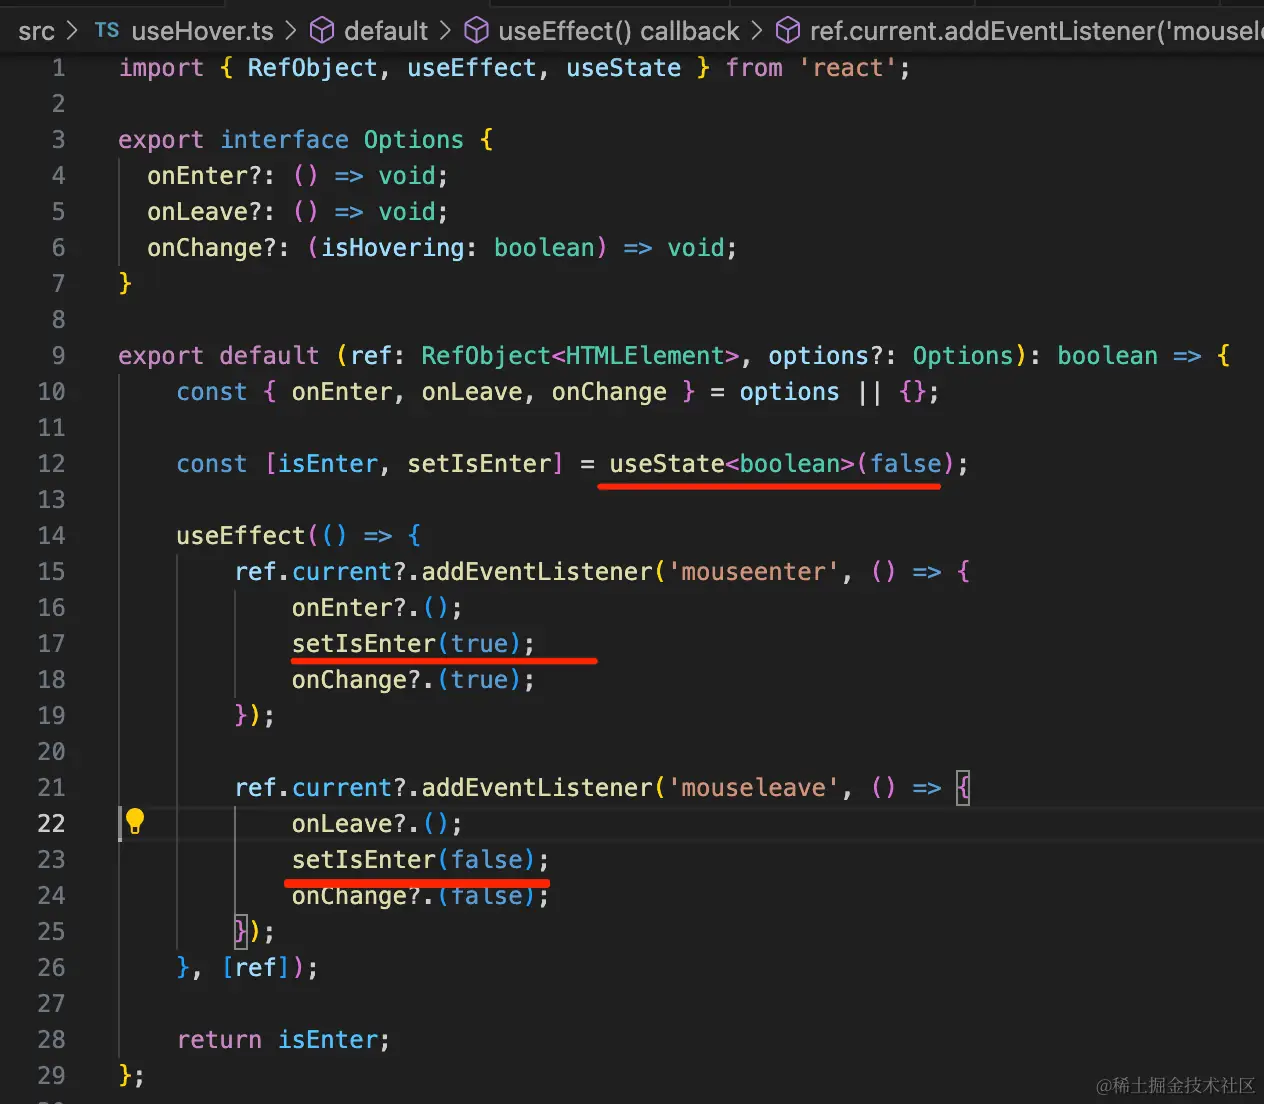 src > TS useHover.ts > default > useEffect() callback > ref.current.addEventListener('mousele
1 import { RefObject, useEffect, useState } from 'react';
2
3 export interface Options {
4 onEnter?: () => void;
5 onLeave?: () => void;
6 onChange?: (isHovering: boolean) => void;
7 }
8
9 export default (ref: RefObject<HTMLElement>, options?: Options): boolean => {
10 const { onEnter, onLeave, onChange } = options || {};
11
12 const [isEnter, setIsEnter] = useState<boolean>(false);
13
14 useEffect(() => {
15 ref.current?.addEventListener('mouseenter', () => {
16 onEnter?.();
17 setIsEnter(true);
18 onChange?.(true);
19 });
20
21 ref.current?.addEventListener('mouseleave', () => {
22 onLeave?.();
23 setIsEnter(false);
24 onChange?.(false);
25 });
26 }, [ref]);
27
28 return isEnter;
29 };
@稀土掘金技术社区